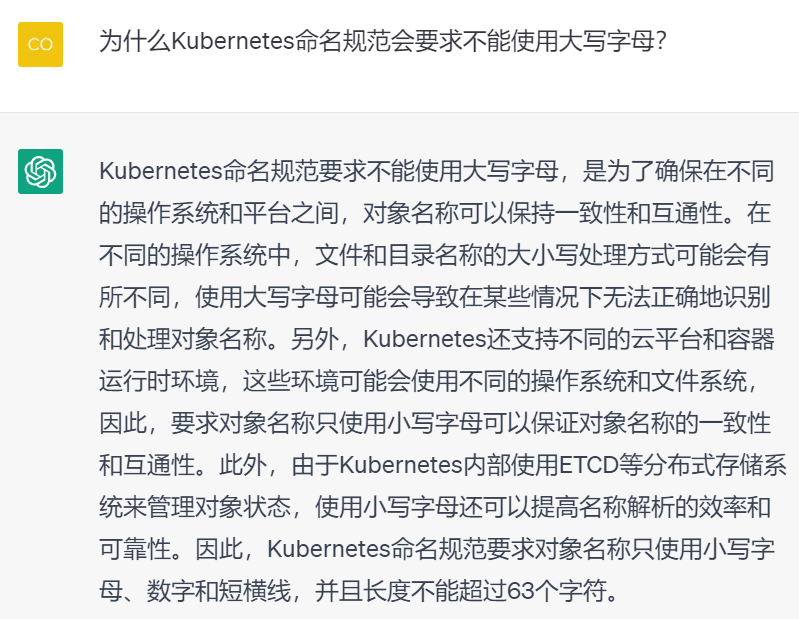 CO
为什么Kubernetes命名规范会要求不能使用大写字母？
Kubernetes命名规范要求不能使用大写字母，是为了确保在不同
的操作系统和平台之间，对象名称可以保持一致性和互通性。在
不同的操作系统中，文件和目录名称的大小写处理方式可能会有
所不同，使用大写字母可能会导致在某些情况下无法正确地识别
和处理对象名称。另外，Kubernetes还支持不同的云平台和容器
运行时环境，这些环境可能会使用不同的操作系统和文件系统，
因此，要求对象名称只使用小写字母可以保证对象名称的一致性
和互通性。此外，由于Kubernetes内部使用ETCD等分布式存储系
统来管理对象状态，使用小写字母还可以提高名称解析的效率和
可靠性。因此，Kubernetes命名规范要求对象名称只使用小写字
母、数字和短横线，并且长度不能超过63个字符。